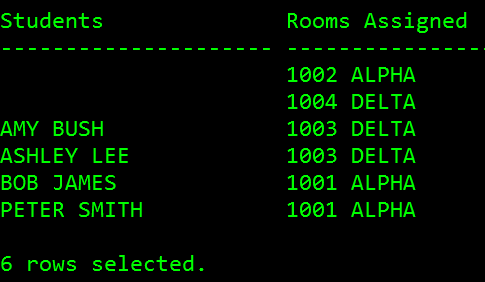 Students Rooms Assigned
--------------------- ----------------
1002 ALPHA
1004 DELTA
AMY BUSH 1003 DELTA
ASHLEY LEE 1003 DELTA
BOB JAMES 1001 ALPHA
PETER SMITH 1001 ALPHA
6 rows selected.